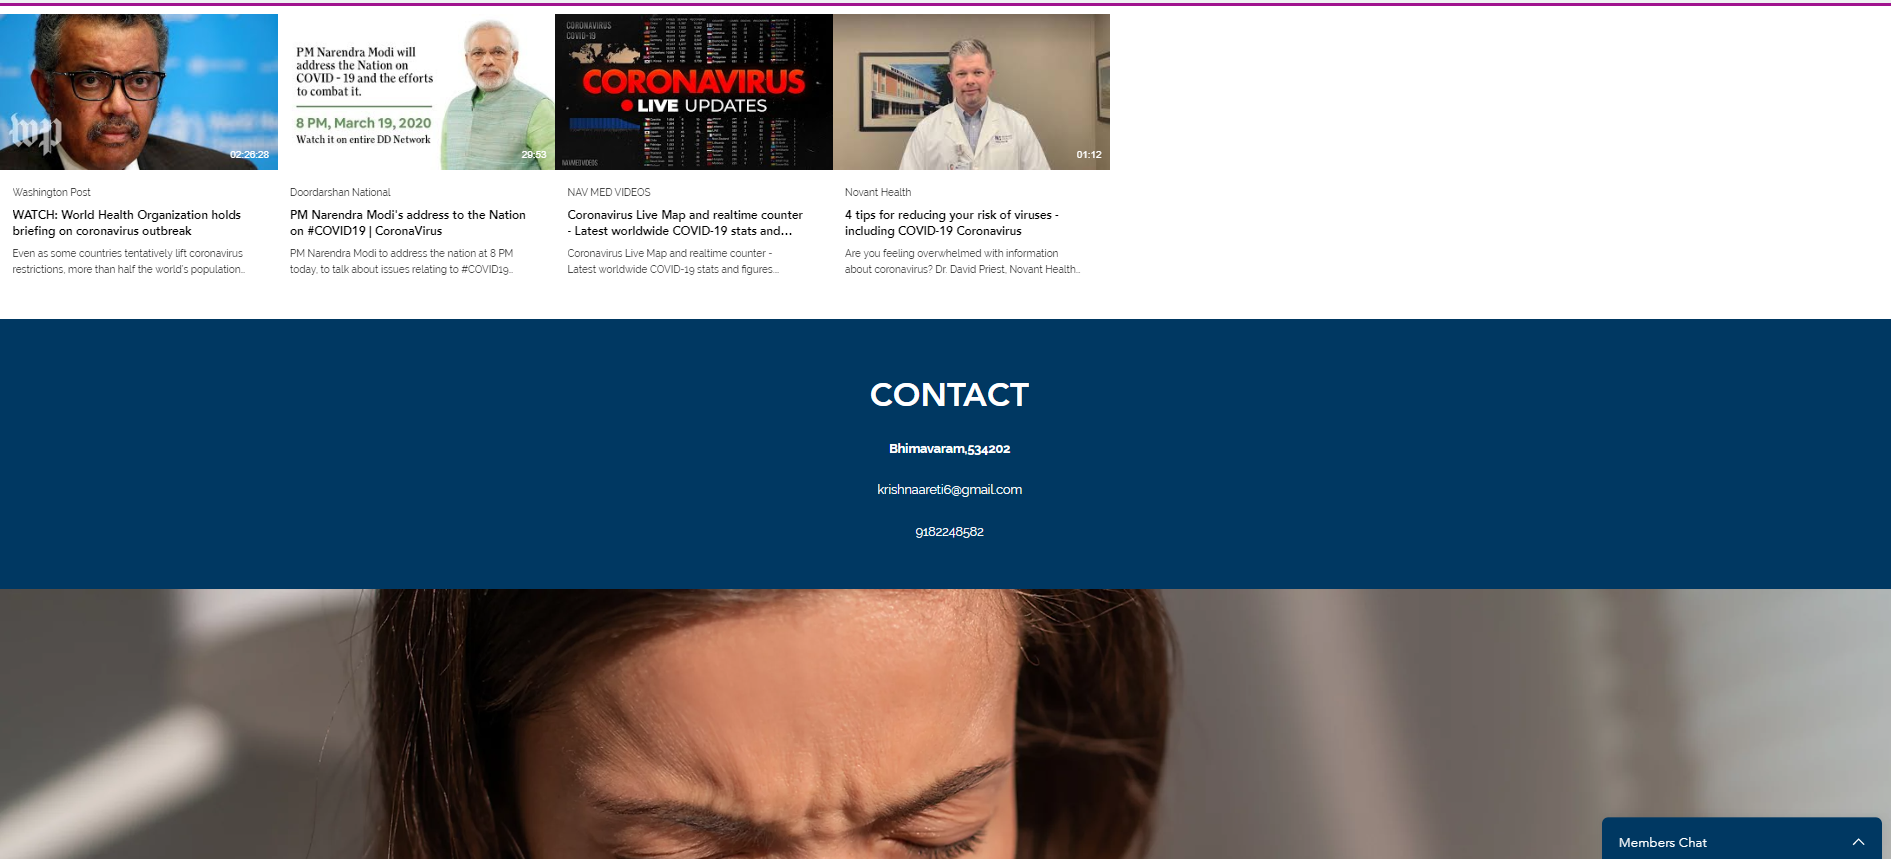 wp
02:26:28
PM Narendra Modi will
address the Nation on
COVID - 19 and the efforts
to combat it.
8 PM, March 19, 2020
Watch it on entire DD Network
29:53
CORONAVIRUS
COVID-19
CORONAVIRUS
LIVE UPDATES
NAVMEDVIDEOS
01:12
Washington Post
WATCH: World Health Organization holds
briefing on coronavirus outbreak
Even as some countries tentatively lift coronavirus
restrictions, more than half the world's population...
Doordarshan National
PM Narendra Modi's address to the Nation
on #COVID19 | CoronaVirus
PM Narendra Modi to address the nation at 8 PM
today, to talk about issues relating to #COVID19...
NAV MED VIDEOS
Coronavirus Live Map and realtime counter
- Latest worldwide COVID-19 stats and...
Coronavirus Live Map and realtime counter -
Latest worldwide COVID-19 stats and figures....
Novant Health
4 tips for reducing your risk of viruses -
including COVID-19 Coronavirus
Are you feeling overwhelmed with information
about coronavirus? Dr. David Priest, Novant Health...
CONTACT
Bhimavaram,534202
krishnaareti6@gmail.com
9182248582
Members Chat